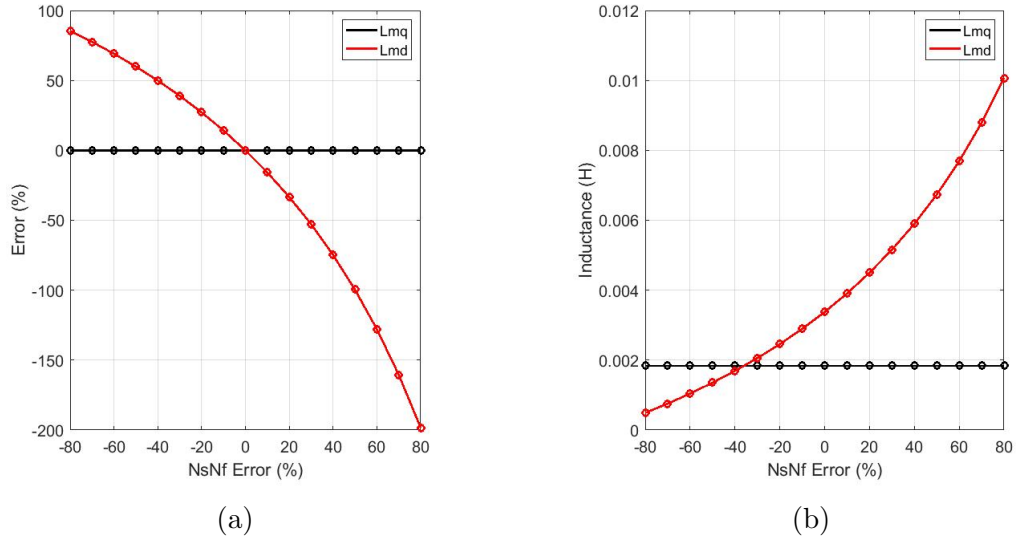 100
50
0
-50
-100
-150
-200
Error (%)
-80 -60 -40 -20 0 20 40 60 80
NsNf Error (%)
Lmq
Lmd
(a)
0.012
0.01
0.008
0.006
0.004
0.002
0
Inductance (H)
-80 -60 -40 -20 0 20 40 60 80
NsNf Error (%)
Lmq
Lmd
(b)